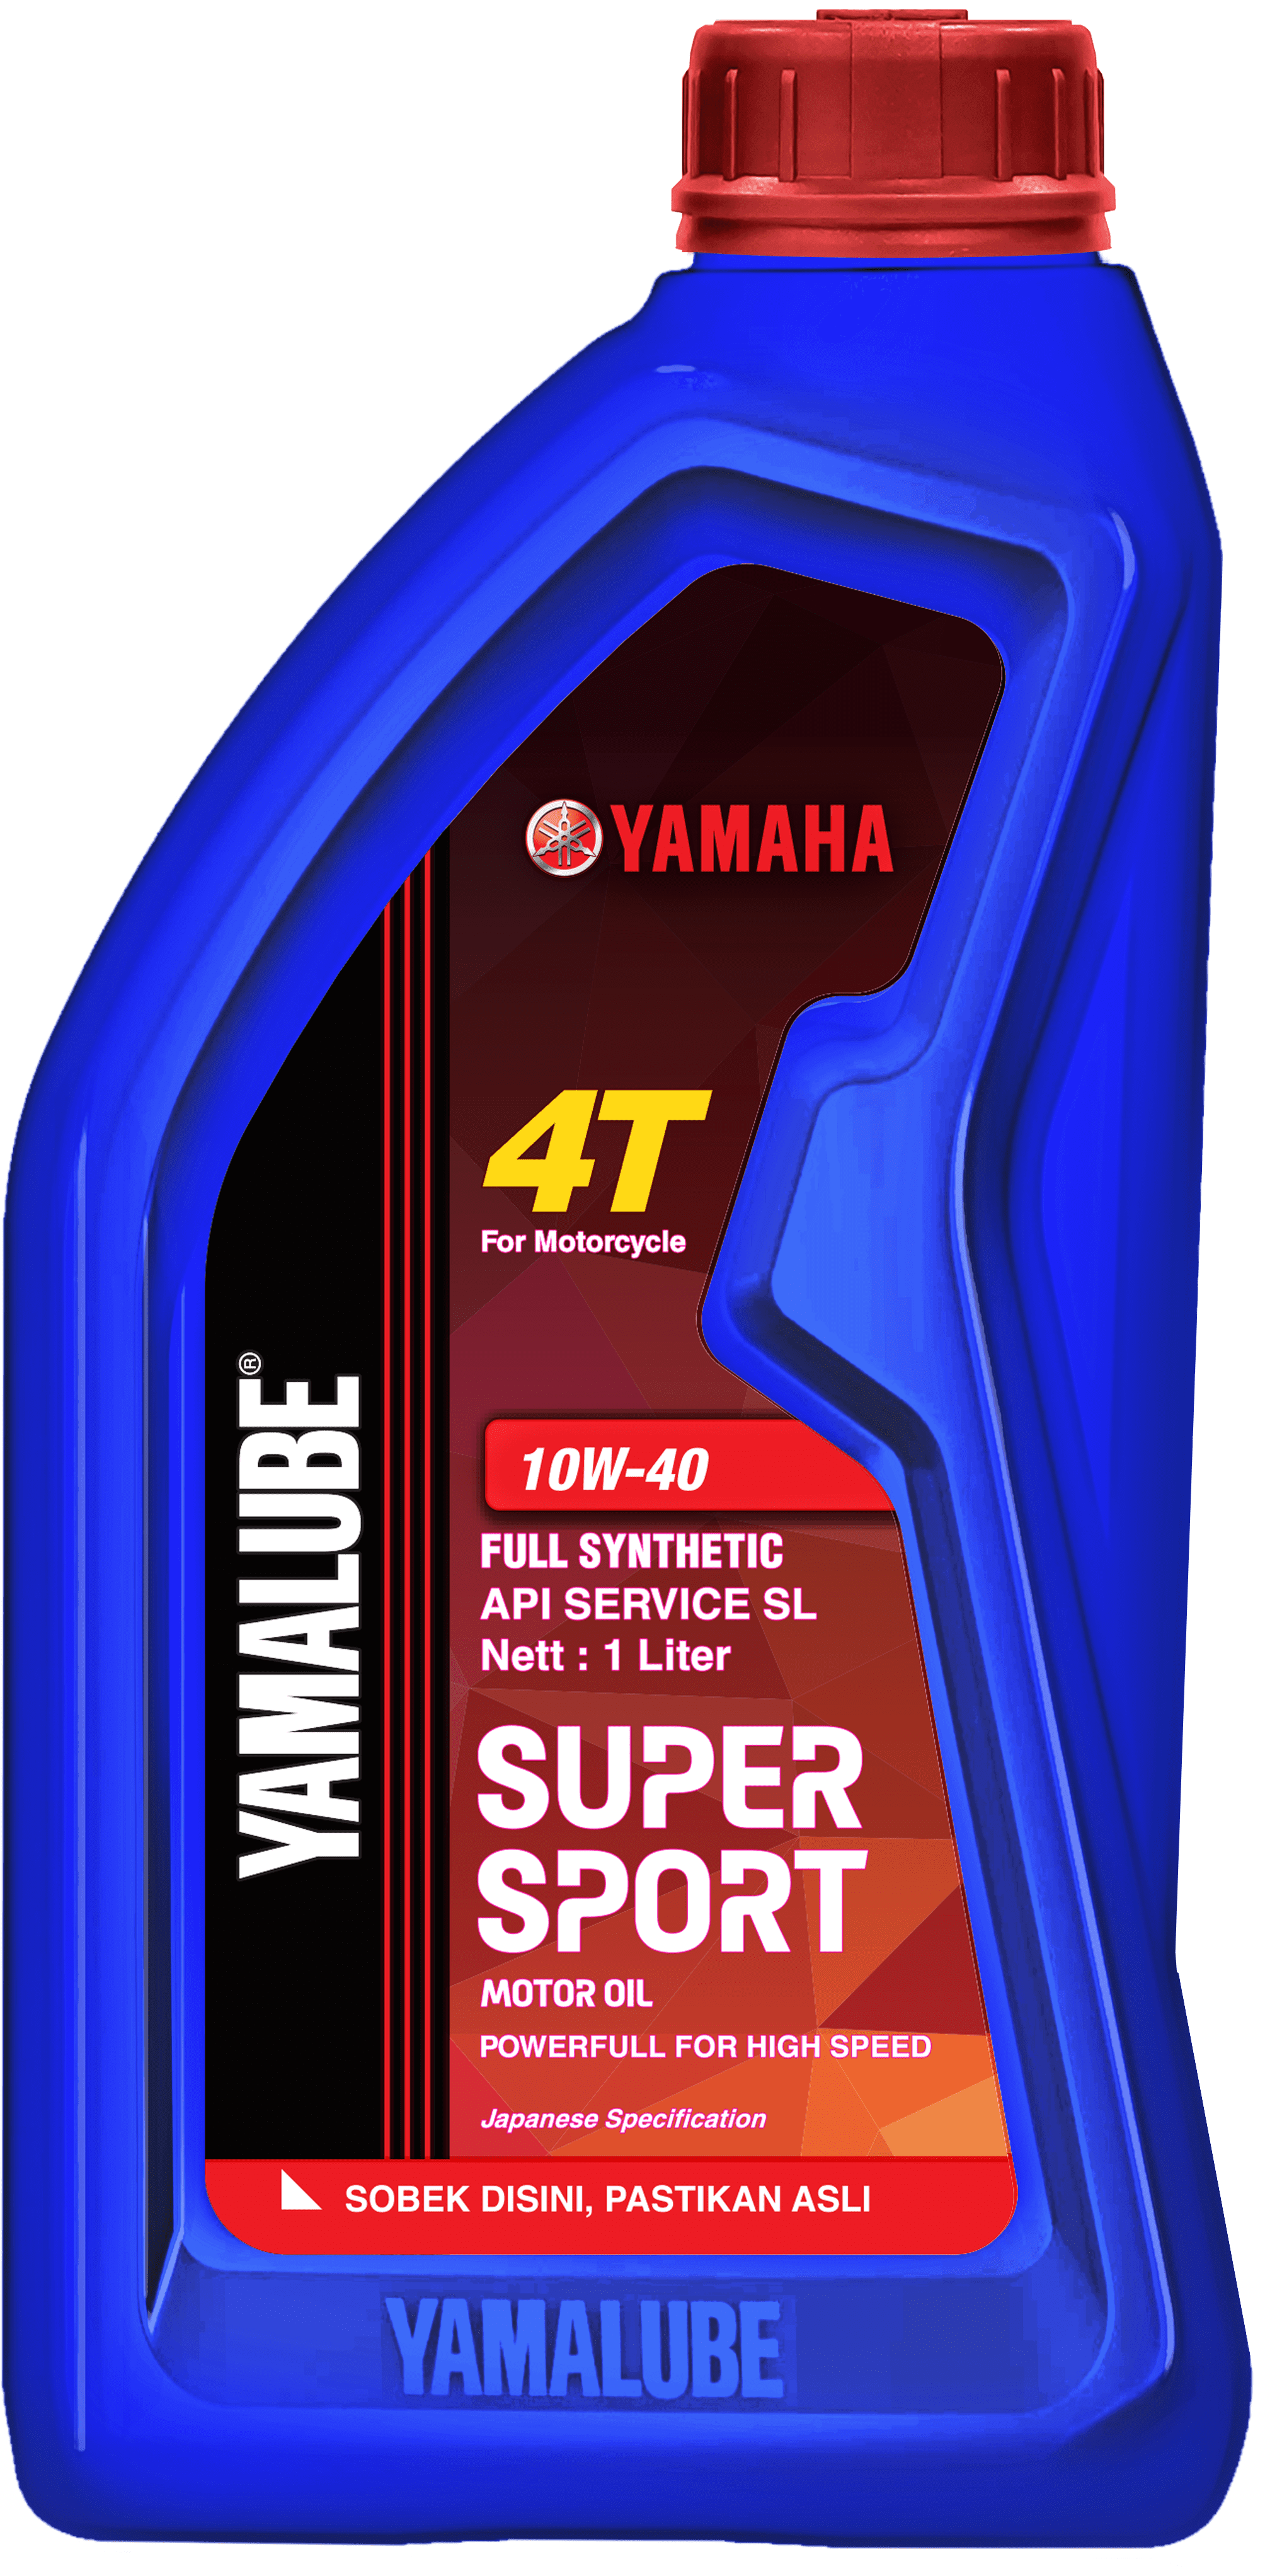 YAMAHA
4T
For Motorcycle
YAMALUBE®
10W-40
FULL SYNTHETIC
API SERVICE SL
Nett : 1 Liter
SUPER
SPORT
MOTOR OIL
POWERFULL FOR HIGH SPEED
Japanese Specification
SOBEK DISINI, PASTIKAN ASLI
YAMALUBE